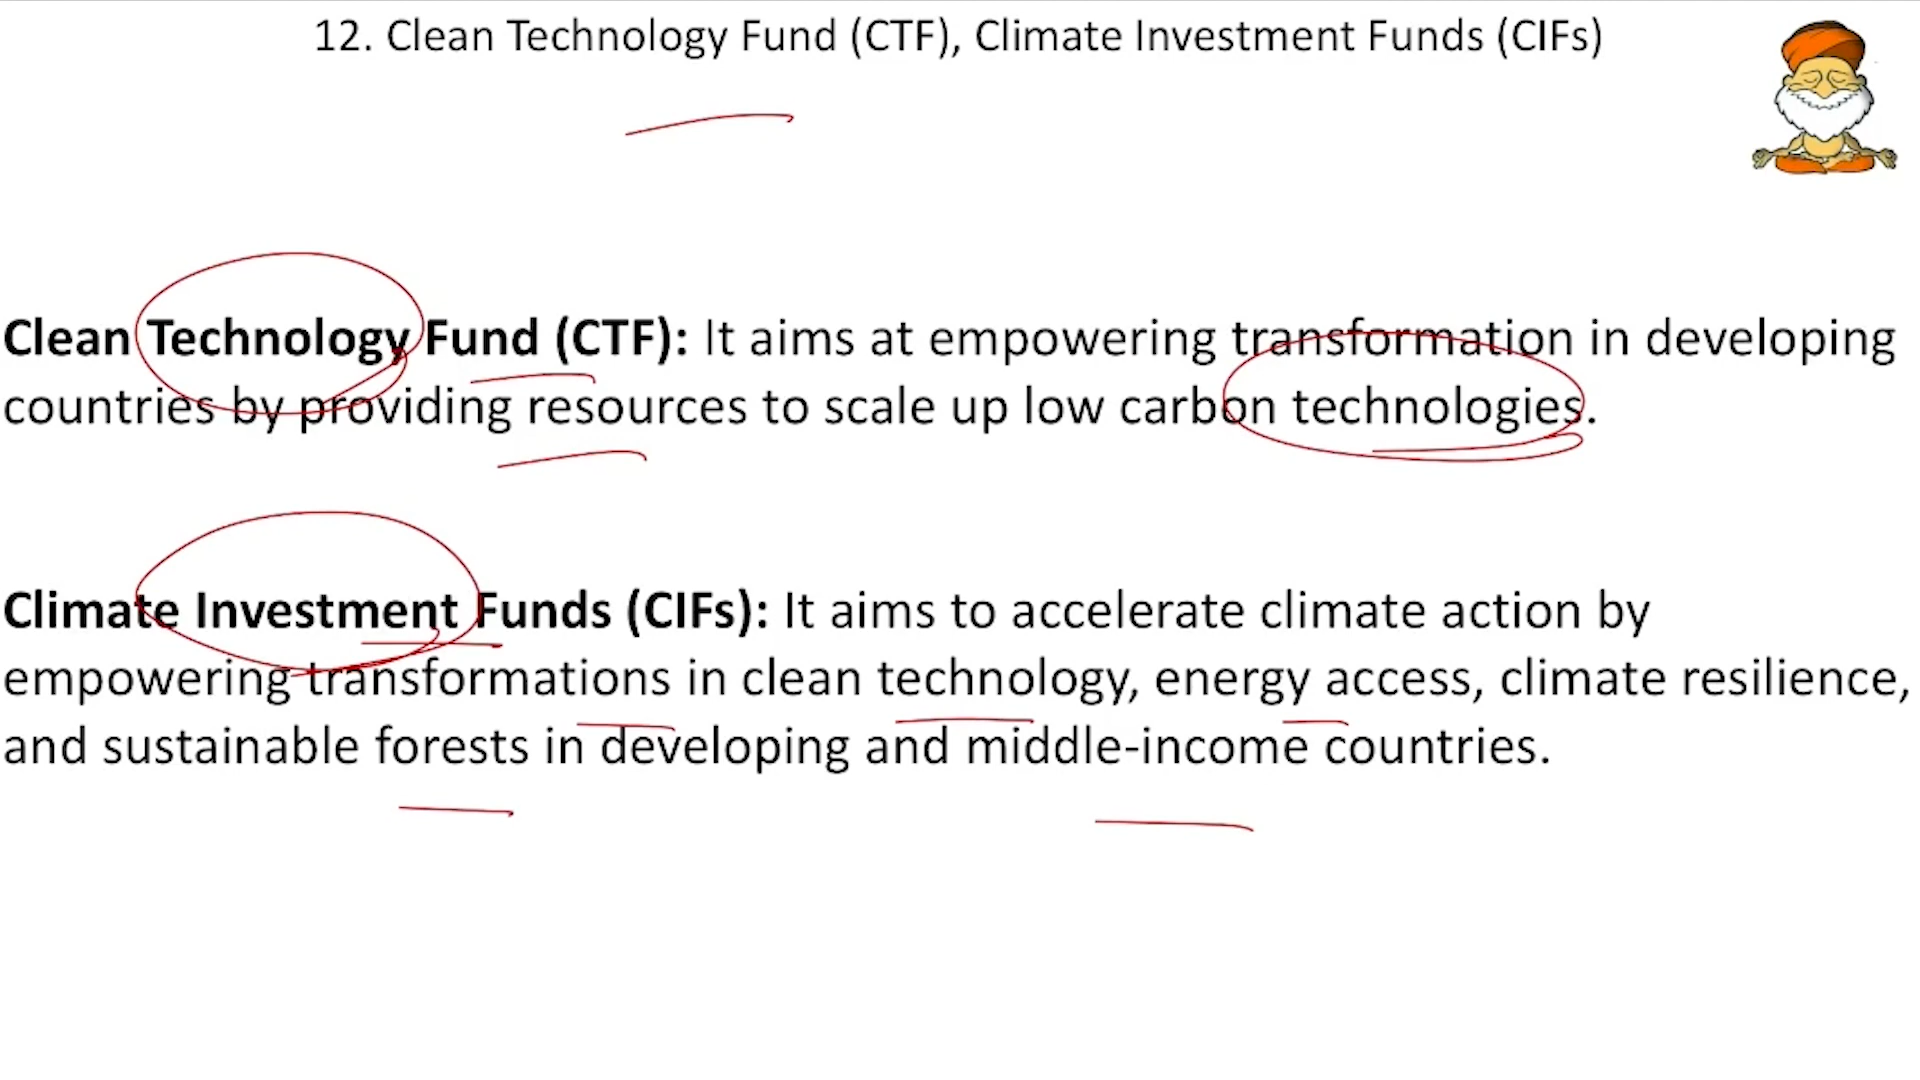 12. Clean Technology Fund (CTF), Climate Investment Funds (CIFs)
Clean Technology Fund (CTF): It aims at empowering transformation in developing
countries by providing resources to scale up low carbon technologies.
Climate Investment Funds (CIFs): It aims to accelerate climate action by
empowering transformations in clean technology, energy access, climate resilience,
and sustainable forests in developing and middle-income countries.